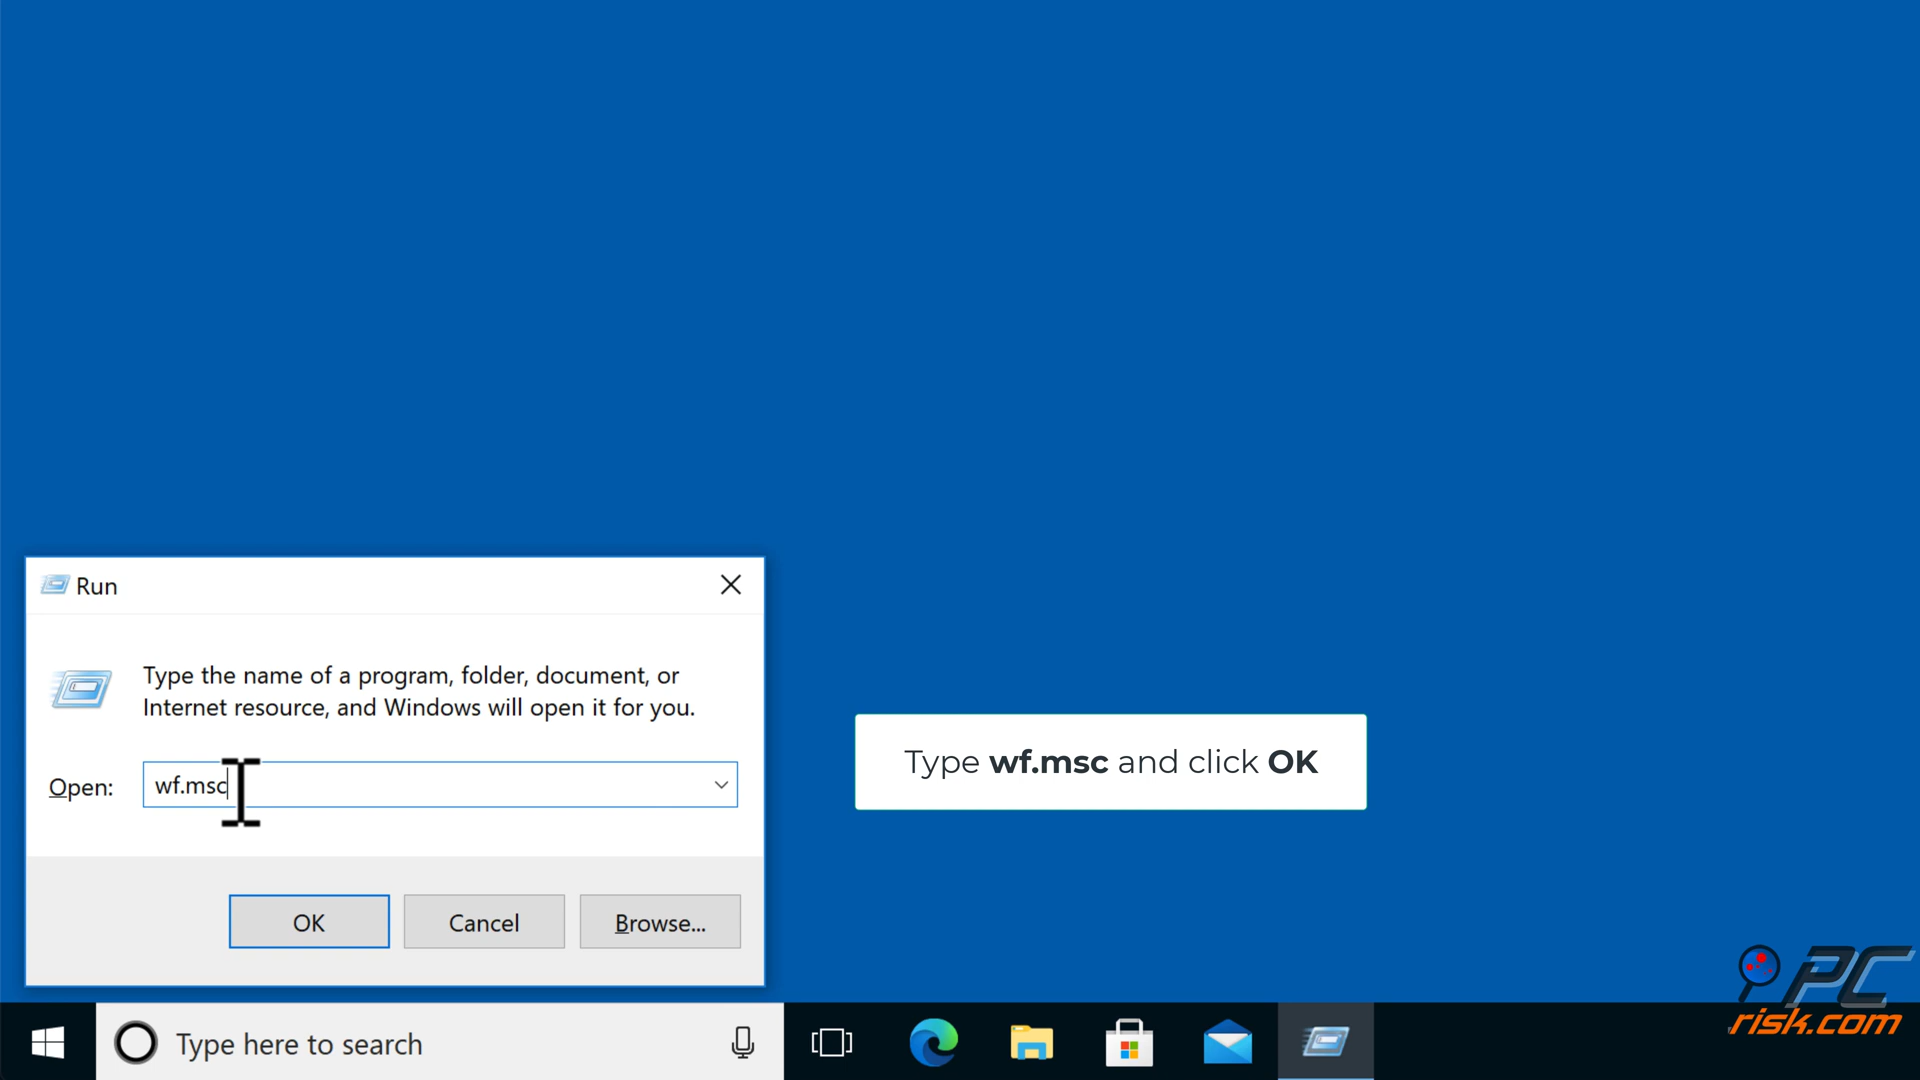 Run
Type the name of a program, folder, document, or
Internet resource, and Windows will open it for you.
Open: wf.msc
Type wf.msc and click OK
OK Cancel Browse...
Type here to search
PC
risk.com